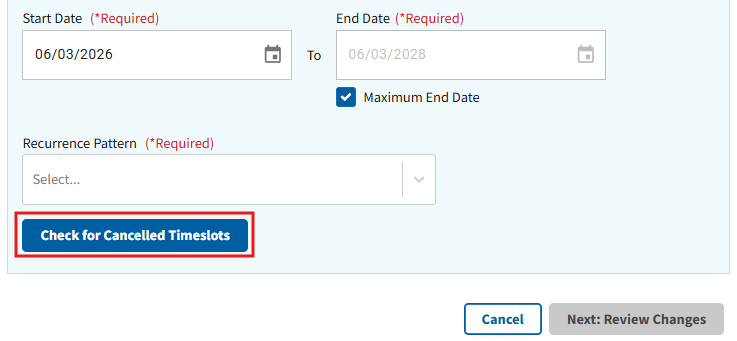 Start Date (*Required) End Date (*Required)
06/03/2026 To 06/03/2028
Maximum End Date
Recurrence Pattern (*Required)
Select...
Check for Cancelled Timeslots
Cancel Next: Review Changes